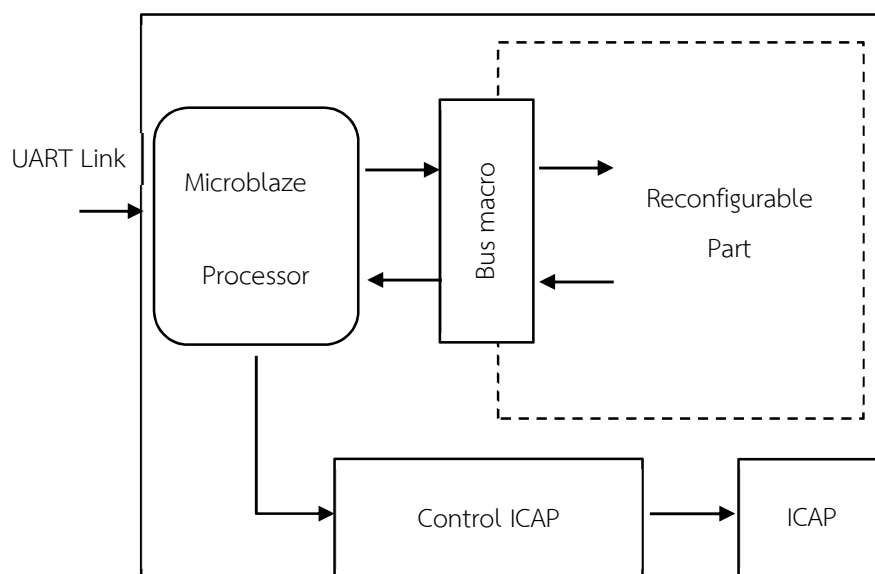 UART Link
Microblaze
Processor
Bus macro
Reconfigurable
Part
Control ICAP
ICAP